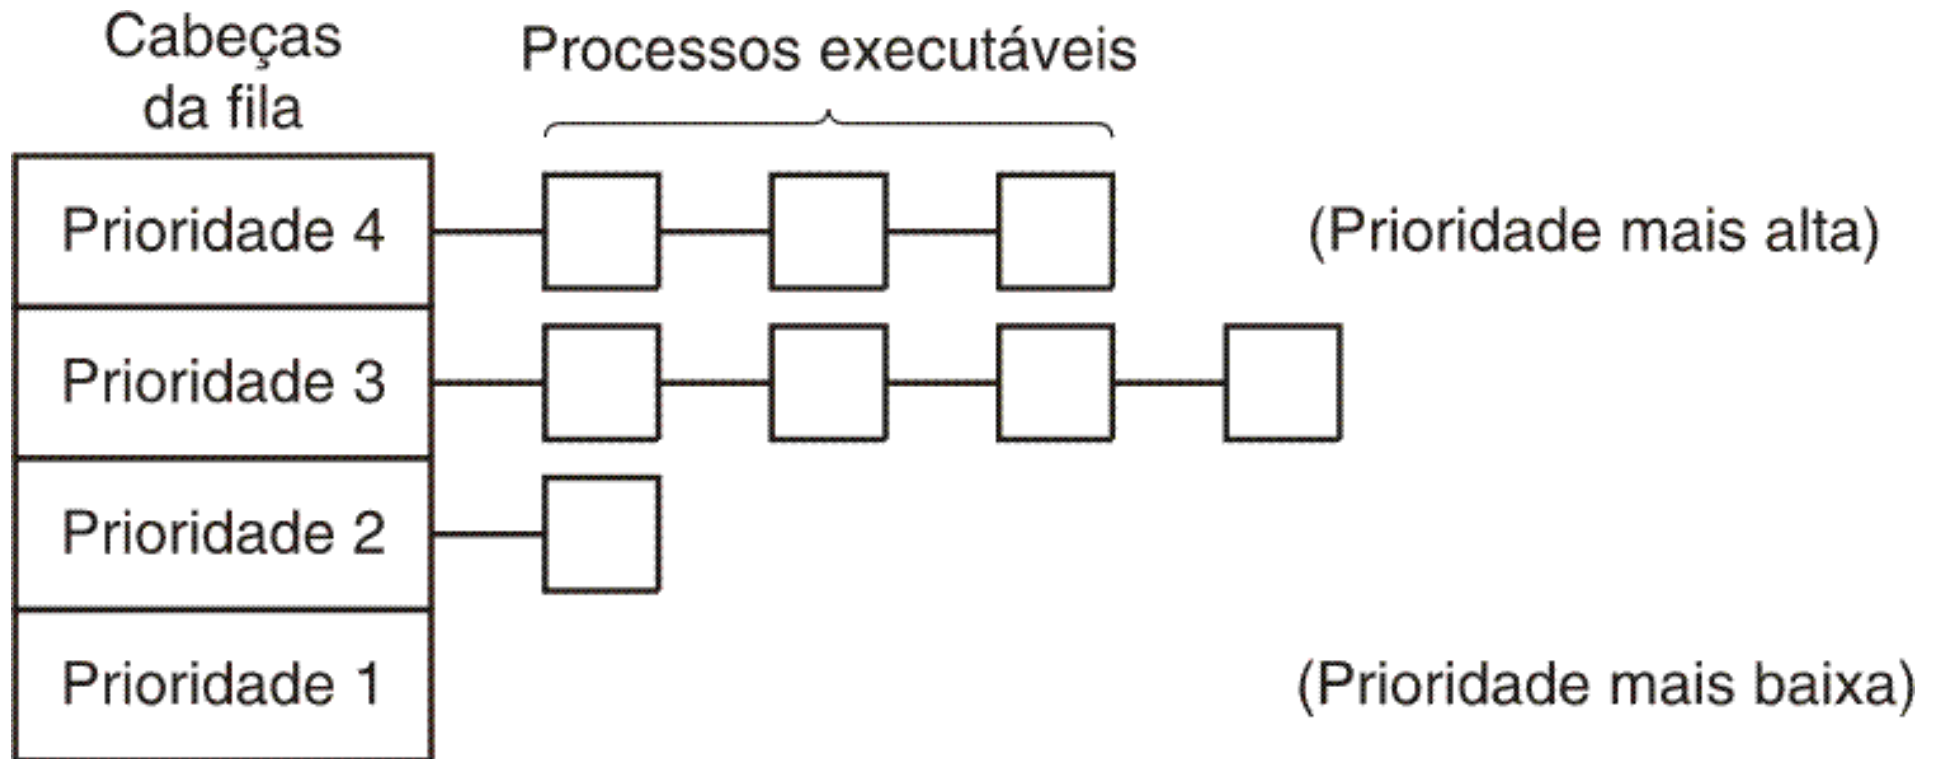 Cabeças
da fila
Processos executáveis
Prioridade 4
(Prioridade mais alta)
Prioridade 3
Prioridade 2
Prioridade 1
(Prioridade mais baixa)